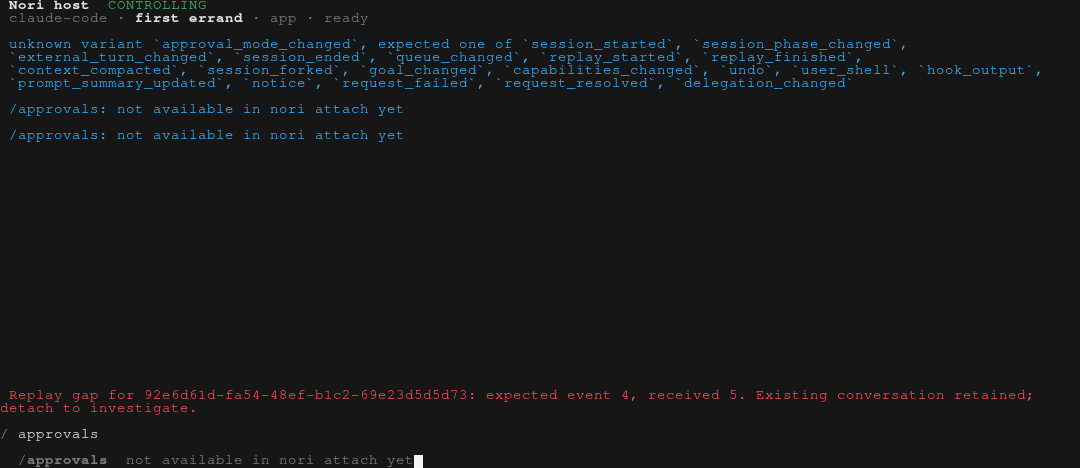 Nori host  CONTROLLING
claude-code · first errand · app · ready
unknown variant `approval_mode_changed`, expected one of `session_started`, `session_phase_changed`,
`external_turn_changed`, `session_ended`, `queue_changed`, `replay_started`, `replay_finished`,
`context_compacted`, `session_forked`, `goal_changed`, `capabilities_changed`, `undo`, `user_shell`, `hook_output`,
`prompt_summary_updated`, `notice`, `request_failed`, `request_resolved`, `delegation_changed`
/approvals: not available in nori attach yet
/approvals: not available in nori attach yet
Replay gap for 92e6d61d-fa54-48ef-b1c2-69e23d5d5d73: expected event 4, received 5. Existing conversation retained;
detach to investigate.
/ approvals
/approvals  not available in nori attach yet